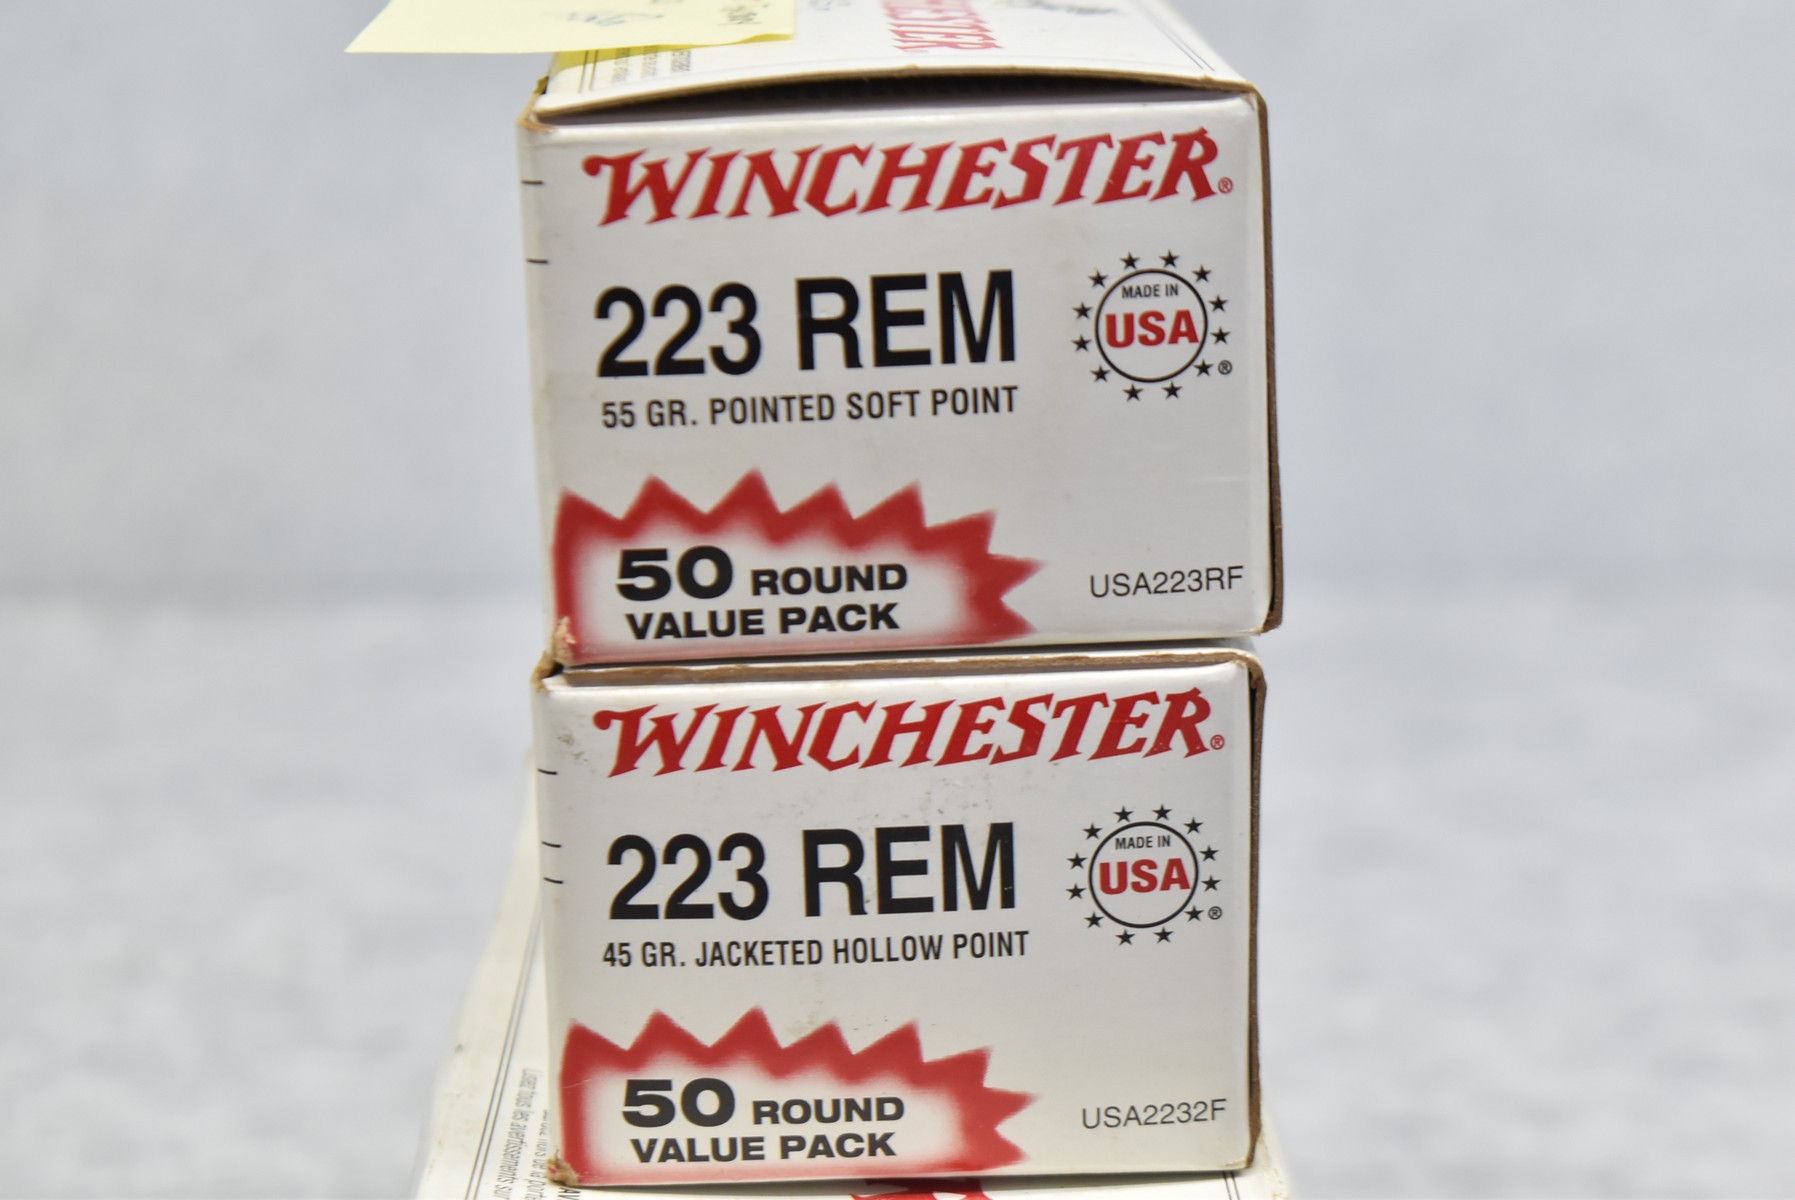 WINCHESTER®
223 REM
55 GR. POINTED SOFT POINT
MADE IN
USA
®
50 ROUND
VALUE PACK
USA223RF
WINCHESTER®
223 REM
45 GR. JACKETED HOLLOW POINT
MADE IN
USA
®
50 ROUND
VALUE PACK
USA2232F